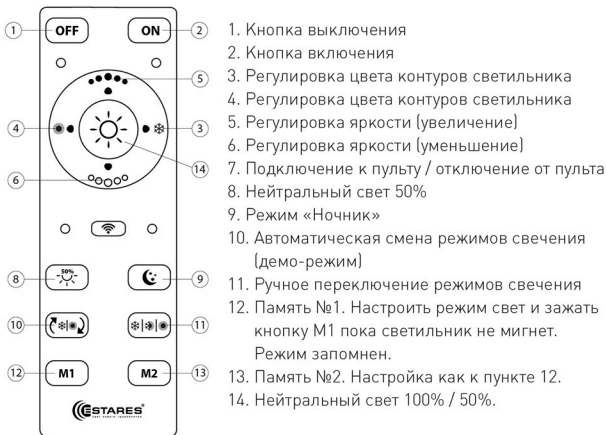 1 OFF ON 2
5
4 3
14
6
8 50% 9
10 11
12 M1 M2 13
ESTARES
1. Кнопка выключения
2. Кнопка включения
3. Регулировка цвета контуров светильника
4. Регулировка цвета контуров светильника
5. Регулировка яркости (увеличение)
6. Регулировка яркости (уменьшение)
7. Подключение к пульту / отключение от пульта
8. Нейтральный свет 50%
9. Режим «Ночник»
10. Автоматическая смена режимов свечения
(демо-режим)
11. Ручное переключение режимов свечения
12. Память №1. Настроить режим свет и зажать
кнопку М1 пока светильник не мигнет.
Режим запомнен.
13. Память №2. Настройка как к пункте 12.
14. Нейтральный свет 100% / 50%.